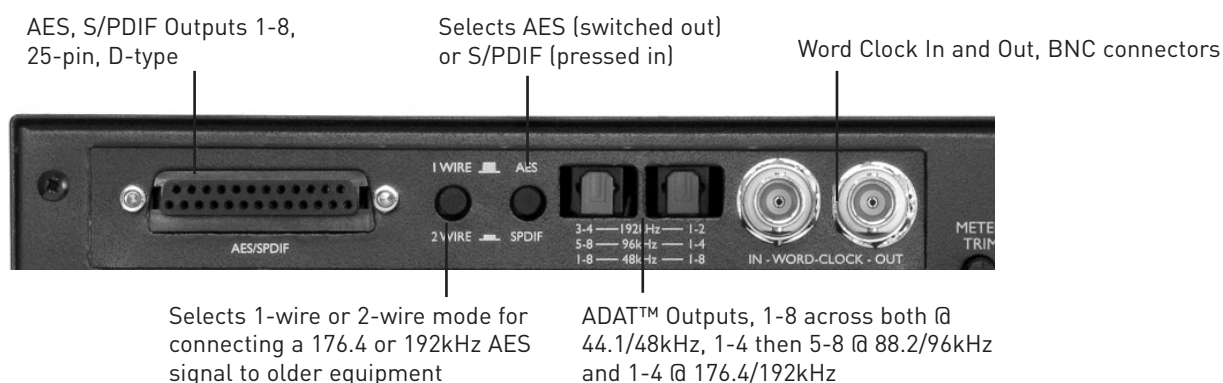 AES, S/PDIF Outputs 1-8,
25-pin, D-type
Selects AES (switched out)
or S/PDIF (pressed in)
Word Clock In and Out, BNC connectors
1 WIRE AES
2 WIRE SPDIF
AES/SPDIF
3-4 192kHz 1-2
5-8 96kHz 1-4
1-8 48kHz 1-8
IN - WORD-CLOCK - OUT
METE
TRIM
Selects 1-wire or 2-wire mode for
connecting a 176.4 or 192kHz AES
signal to older equipment
ADAT™ Outputs, 1-8 across both @
44.1/48kHz, 1-4 then 5-8 @ 88.2/96kHz
and 1-4 @ 176.4/192kHz